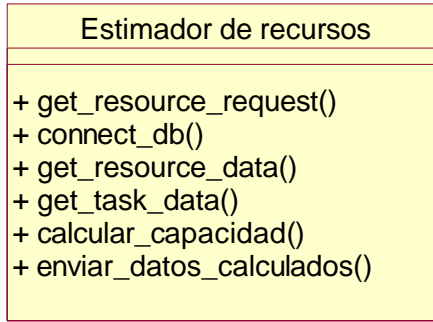 Estimador de recursos
+ get_resource_request()
+ connect_db()
+ get_resource_data()
+ get_task_data()
+ calcular_capacidad()
+ enviar_datos_calculados()